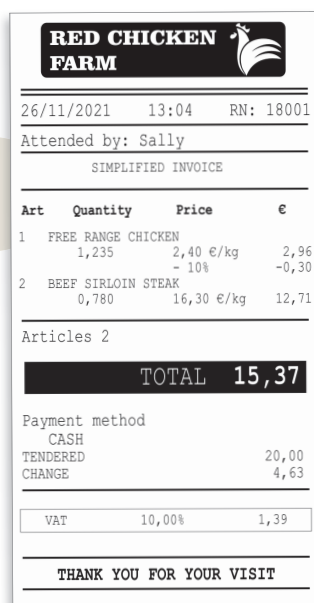 RED CHICKEN
FARM
26/11/2021 13:04 RN: 18001
Attended by: Sally
SIMPLIFIED INVOICE
Art Quantity Price €
1 FREE RANGE CHICKEN
1,235 2,40 €/kg 2,96
- 10% -0,30
2 BEEF SIRLOIN STEAK
0,780 16,30 €/kg 12,71
Articles 2
TOTAL 15,37
Payment method
CASH
TENDERED 20,00
CHANGE 4,63
VAT 10,00% 1,39
THANK YOU FOR YOUR VISIT